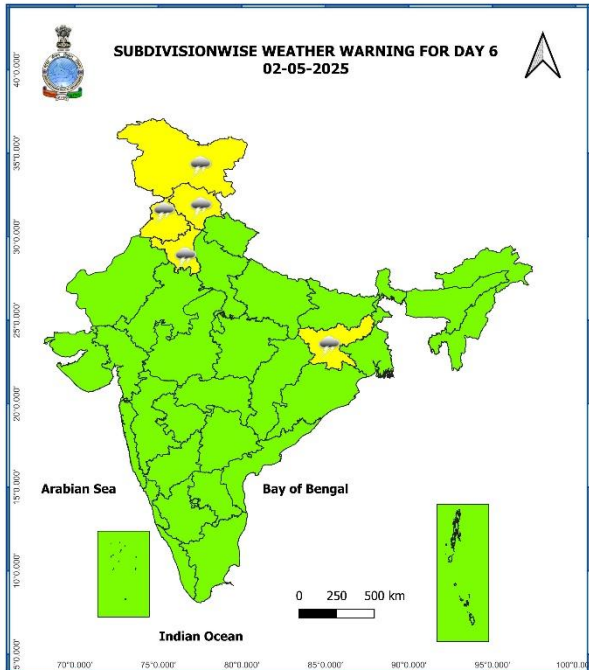 SUBDIVISIONWISE WEATHER WARNING FOR DAY 6
02-05-2025
40°0.000'
35°0.000'
30°0.000'
25°0.000'
20°0.000'
15°0.000'
10°0.000'
5°0.000'
Arabian Sea
Bay of Bengal
0 250 500 km
Indian Ocean
70°0.000' 75°0.000' 80°0.000' 85°0.000' 90°0.000' 95°0.000' 100°0.000